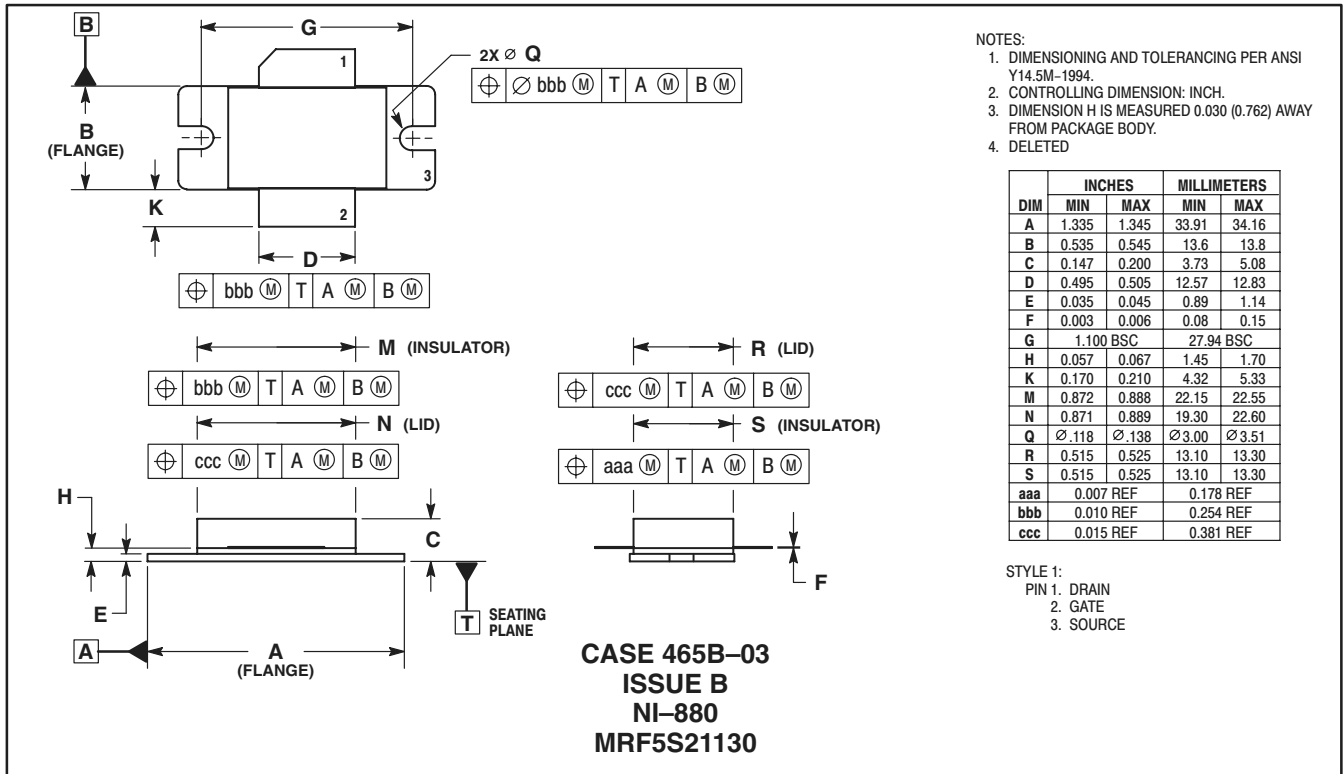 B
G
1
2X ⌀ Q
⌖ ⌀ bbb Ⓜ T A Ⓜ B Ⓜ
B
(FLANGE)
3
K
2
D
⌖ bbb Ⓜ T A Ⓜ B Ⓜ
M (INSULATOR)
⌖ bbb Ⓜ T A Ⓜ B Ⓜ
N (LID)
⌖ ccc Ⓜ T A Ⓜ B Ⓜ
R (LID)
⌖ ccc Ⓜ T A Ⓜ B Ⓜ
S (INSULATOR)
⌖ aaa Ⓜ T A Ⓜ B Ⓜ
H
C
E
F
T SEATING
PLANE
A
A
(FLANGE)
CASE 465B–03
ISSUE B
NI–880
MRF5S21130
NOTES:
1. DIMENSIONING AND TOLERANCING PER ANSI
Y14.5M–1994.
2. CONTROLLING DIMENSION: INCH.
3. DIMENSION H IS MEASURED 0.030 (0.762) AWAY
FROM PACKAGE BODY.
4. DELETED
INCHES MILLIMETERS
DIM MIN MAX MIN MAX
A 1.335 1.345 33.91 34.16
B 0.535 0.545 13.6 13.8
C 0.147 0.200 3.73 5.08
D 0.495 0.505 12.57 12.83
E 0.035 0.045 0.89 1.14
F 0.003 0.006 0.08 0.15
G 1.100 BSC 27.94 BSC
H 0.057 0.067 1.45 1.70
K 0.170 0.210 4.32 5.33
M 0.872 0.888 22.15 22.55
N 0.871 0.889 19.30 22.60
Q ⌀.118 ⌀.138 ⌀3.00 ⌀3.51
R 0.515 0.525 13.10 13.30
S 0.515 0.525 13.10 13.30
aaa 0.007 REF 0.178 REF
bbb 0.010 REF 0.254 REF
ccc 0.015 REF 0.381 REF
STYLE 1:
PIN 1. DRAIN
2. GATE
3. SOURCE